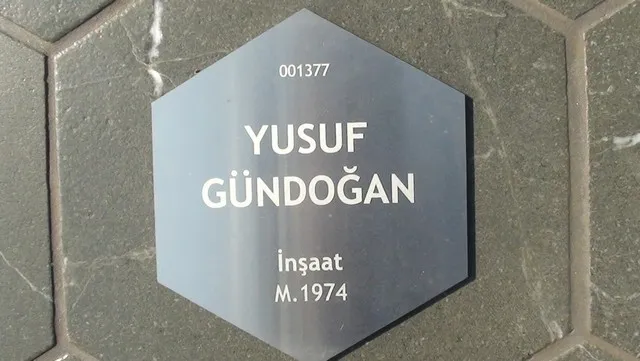 001377
YUSUF
GÜNDOĞAN
İnşaat
M.1974